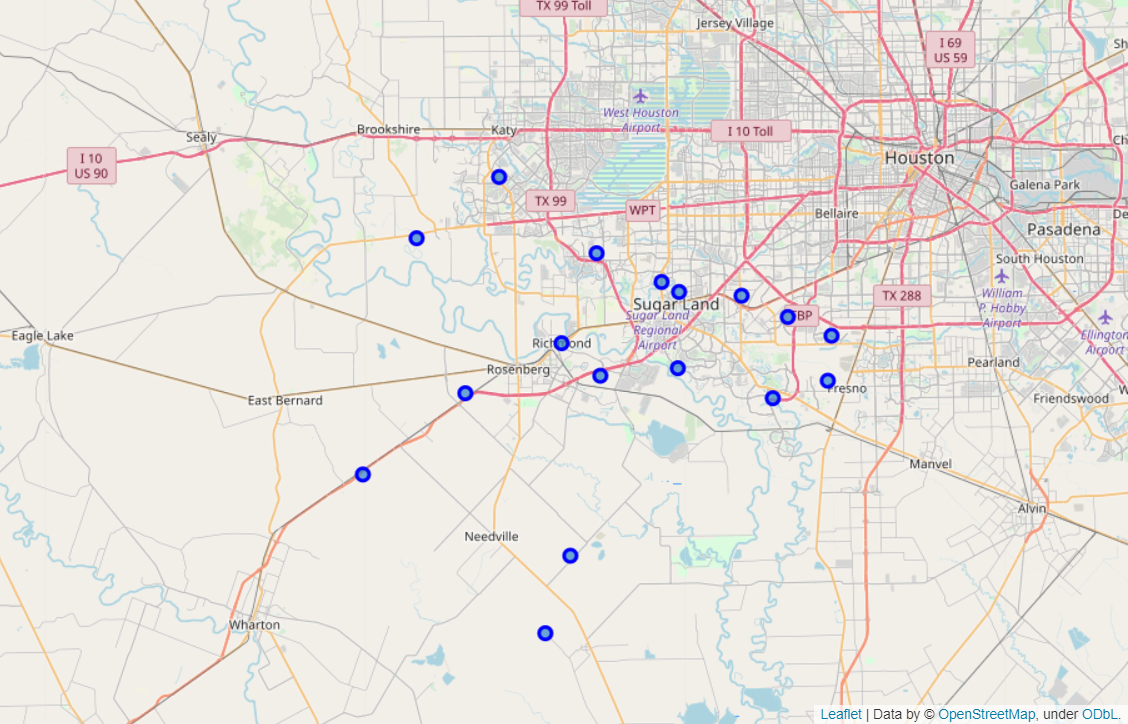 TX 99 Toll
Jersey Village
I 69
US 59
West Houston
Airport
Sealy
Brookshire
Katy
I 10 Toll
Houston
I 10
US 90
Galena Park
TX 99
WPT
Bellaire
Pasadena
South Houston
Sugar Land
Sugar Land
Regional
Airport
TX 288
William
P. Hobby
Airport
Eagle Lake
Rosenberg
Pearland
East Bernard
Fresno
Friendswood
Manvel
Alvin
Needville
Wharton
Leaflet | Data by © OpenStreetMap, under ODbL.